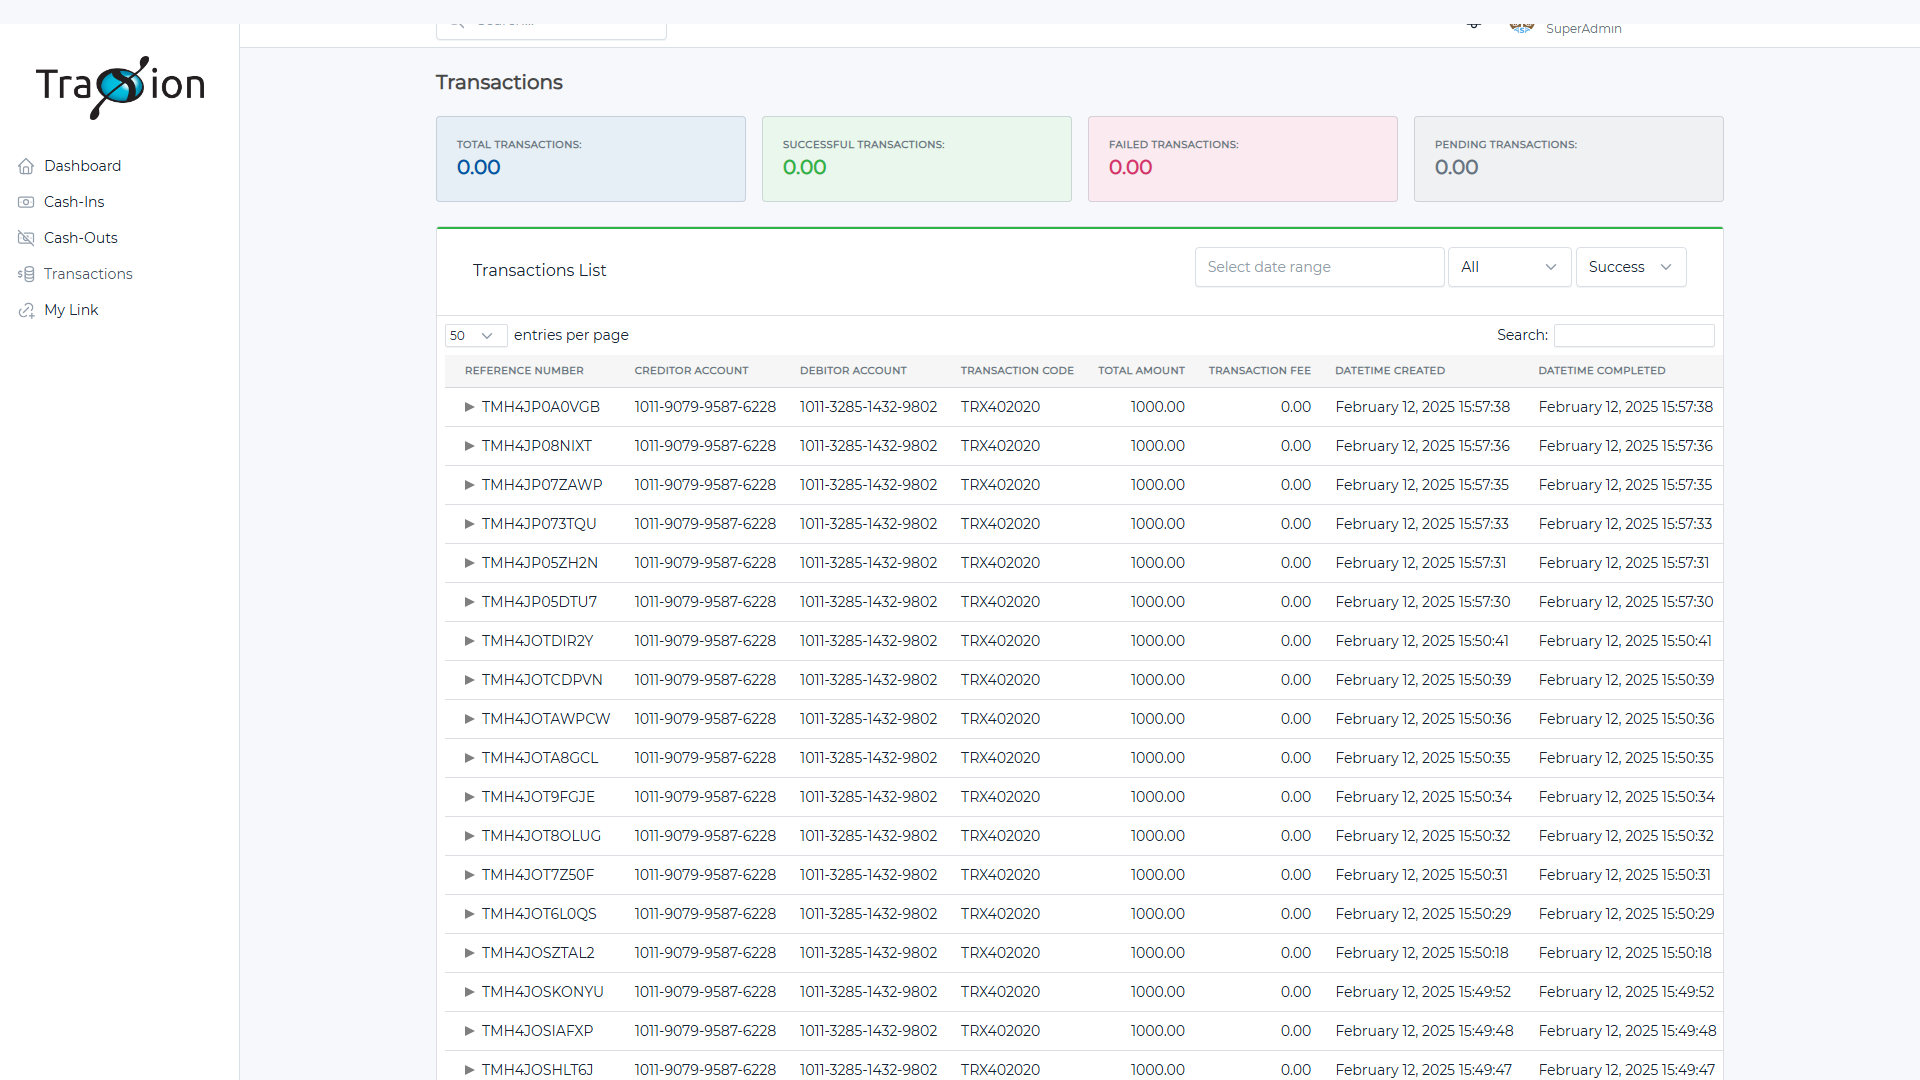 SuperAdmin
Traxion
Dashboard
Cash-Ins
Cash-Outs
Transactions
My Link
Transactions
TOTAL TRANSACTIONS:
0.00
SUCCESSFUL TRANSACTIONS:
0.00
FAILED TRANSACTIONS:
0.00
PENDING TRANSACTIONS:
0.00
Transactions List
Select date range
All
Success
50 entries per page
Search:
REFERENCE NUMBER CREDITOR ACCOUNT DEBITOR ACCOUNT TRANSACTION CODE TOTAL AMOUNT TRANSACTION FEE DATETIME CREATED DATETIME COMPLETED
TMH4JP0A0VGB 1011-9079-9587-6228 1011-3285-1432-9802 TRX402020 1000.00 0.00 February 12, 2025 15:57:38 February 12, 2025 15:57:38
TMH4JP08NIXT 1011-9079-9587-6228 1011-3285-1432-9802 TRX402020 1000.00 0.00 February 12, 2025 15:57:36 February 12, 2025 15:57:36
TMH4JP07ZAWP 1011-9079-9587-6228 1011-3285-1432-9802 TRX402020 1000.00 0.00 February 12, 2025 15:57:35 February 12, 2025 15:57:35
TMH4JP073TQU 1011-9079-9587-6228 1011-3285-1432-9802 TRX402020 1000.00 0.00 February 12, 2025 15:57:33 February 12, 2025 15:57:33
TMH4JP05ZH2N 1011-9079-9587-6228 1011-3285-1432-9802 TRX402020 1000.00 0.00 February 12, 2025 15:57:31 February 12, 2025 15:57:31
TMH4JP05DTU7 1011-9079-9587-6228 1011-3285-1432-9802 TRX402020 1000.00 0.00 February 12, 2025 15:57:30 February 12, 2025 15:57:30
TMH4JOTDIR2Y 1011-9079-9587-6228 1011-3285-1432-9802 TRX402020 1000.00 0.00 February 12, 2025 15:50:41 February 12, 2025 15:50:41
TMH4JOTCDPVN 1011-9079-9587-6228 1011-3285-1432-9802 TRX402020 1000.00 0.00 February 12, 2025 15:50:39 February 12, 2025 15:50:39
TMH4JOTAWPCW 1011-9079-9587-6228 1011-3285-1432-9802 TRX402020 1000.00 0.00 February 12, 2025 15:50:36 February 12, 2025 15:50:36
TMH4JOTA8GCL 1011-9079-9587-6228 1011-3285-1432-9802 TRX402020 1000.00 0.00 February 12, 2025 15:50:35 February 12, 2025 15:50:35
TMH4JOT9FGJE 1011-9079-9587-6228 1011-3285-1432-9802 TRX402020 1000.00 0.00 February 12, 2025 15:50:34 February 12, 2025 15:50:34
TMH4JOT8OLUG 1011-9079-9587-6228 1011-3285-1432-9802 TRX402020 1000.00 0.00 February 12, 2025 15:50:32 February 12, 2025 15:50:32
TMH4JOT7Z50F 1011-9079-9587-6228 1011-3285-1432-9802 TRX402020 1000.00 0.00 February 12, 2025 15:50:31 February 12, 2025 15:50:31
TMH4JOT6L0QS 1011-9079-9587-6228 1011-3285-1432-9802 TRX402020 1000.00 0.00 February 12, 2025 15:50:29 February 12, 2025 15:50:29
TMH4JOSZTAL2 1011-9079-9587-6228 1011-3285-1432-9802 TRX402020 1000.00 0.00 February 12, 2025 15:50:18 February 12, 2025 15:50:18
TMH4JOSKONYU 1011-9079-9587-6228 1011-3285-1432-9802 TRX402020 1000.00 0.00 February 12, 2025 15:49:52 February 12, 2025 15:49:52
TMH4JOSIAFXP 1011-9079-9587-6228 1011-3285-1432-9802 TRX402020 1000.00 0.00 February 12, 2025 15:49:48 February 12, 2025 15:49:48
TMH4JOSHLT6J 1011-9079-9587-6228 1011-3285-1432-9802 TRX402020 1000.00 0.00 February 12, 2025 15:49:47 February 12, 2025 15:49:47